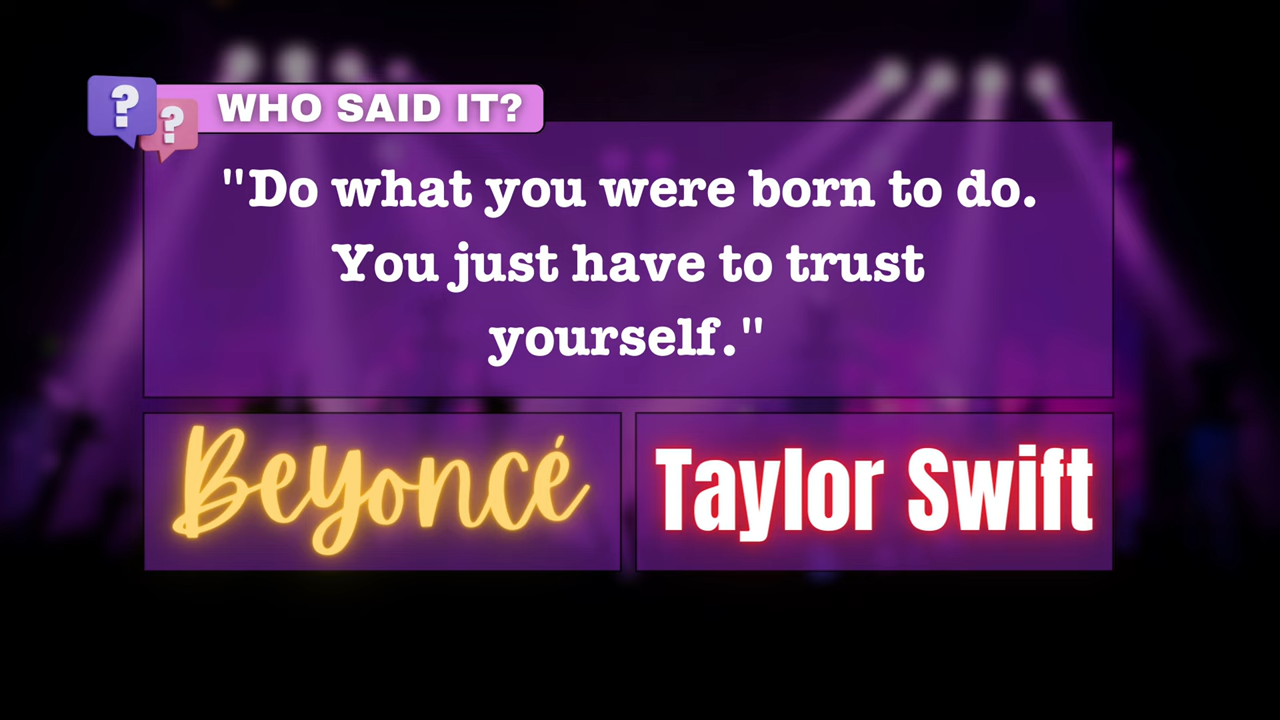 ? ?
WHO SAID IT?
"Do what you were born to do.
You just have to trust
yourself."
Beyoncé
Taylor Swift